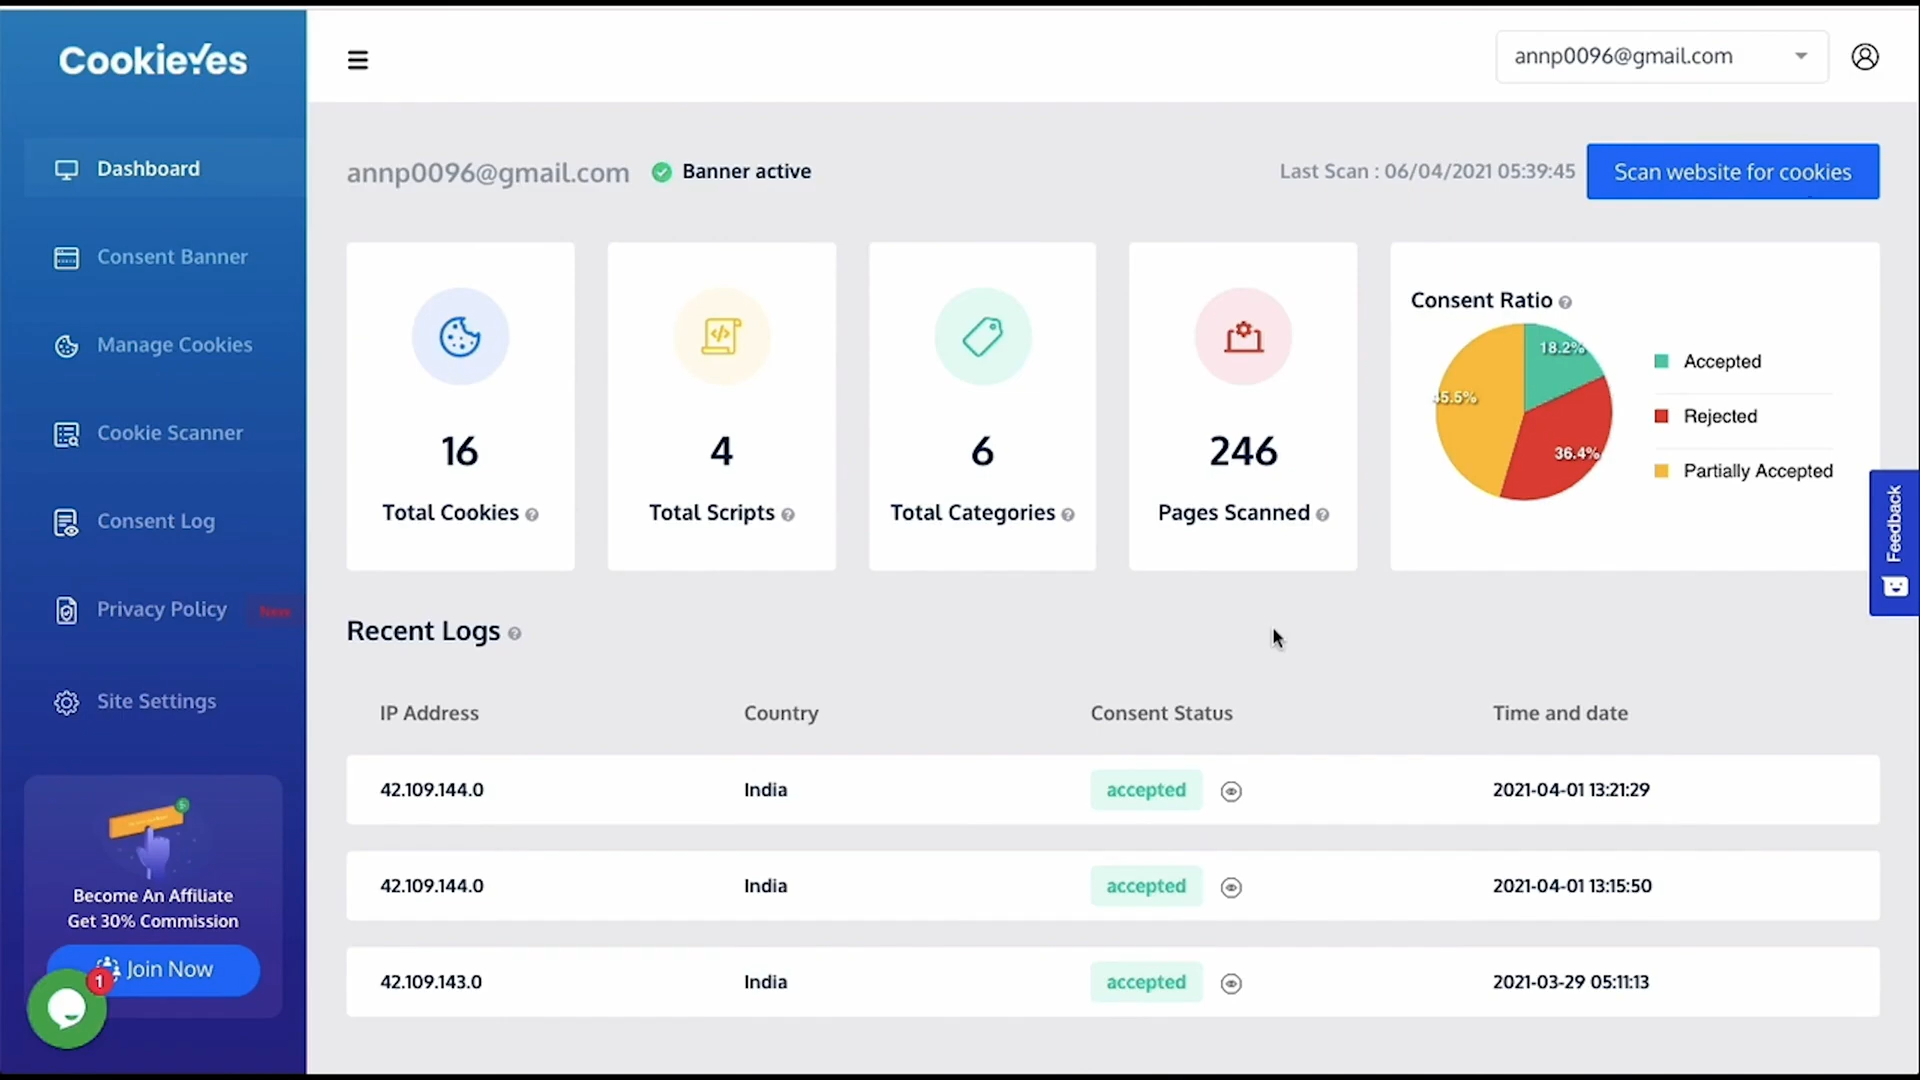 CookieYes
annp0096@gmail.com
Dashboard
Consent Banner
Manage Cookies
Cookie Scanner
Consent Log
Privacy Policy New
Site Settings
Become An Affiliate
Get 30% Commission
Join Now
1
annp0096@gmail.com
Banner active
Last Scan : 06/04/2021 05:39:45
Scan website for cookies
16
Total Cookies ?
4
Total Scripts ?
6
Total Categories ?
246
Pages Scanned ?
Consent Ratio ?
18.2%
45.5%
36.4%
Accepted
Rejected
Partially Accepted
Feedback
Recent Logs ?
IP Address Country Consent Status Time and date
42.109.144.0 India accepted 2021-04-01 13:21:29
42.109.144.0 India accepted 2021-04-01 13:15:50
42.109.143.0 India accepted 2021-03-29 05:11:13